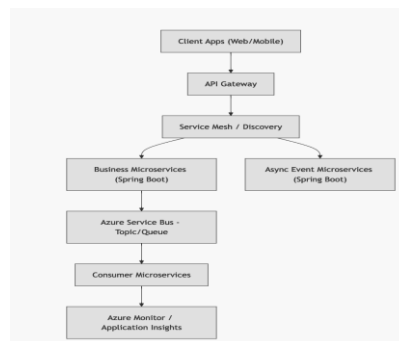 Client Apps (Web/Mobile)
API Gateway
Service Mesh / Discovery
Business Microservices
(Spring Boot)
Async Event Microservices
(Spring Boot)
Azure Service Bus -
Topic/Queue
Consumer Microservices
Azure Monitor /
Application Insights